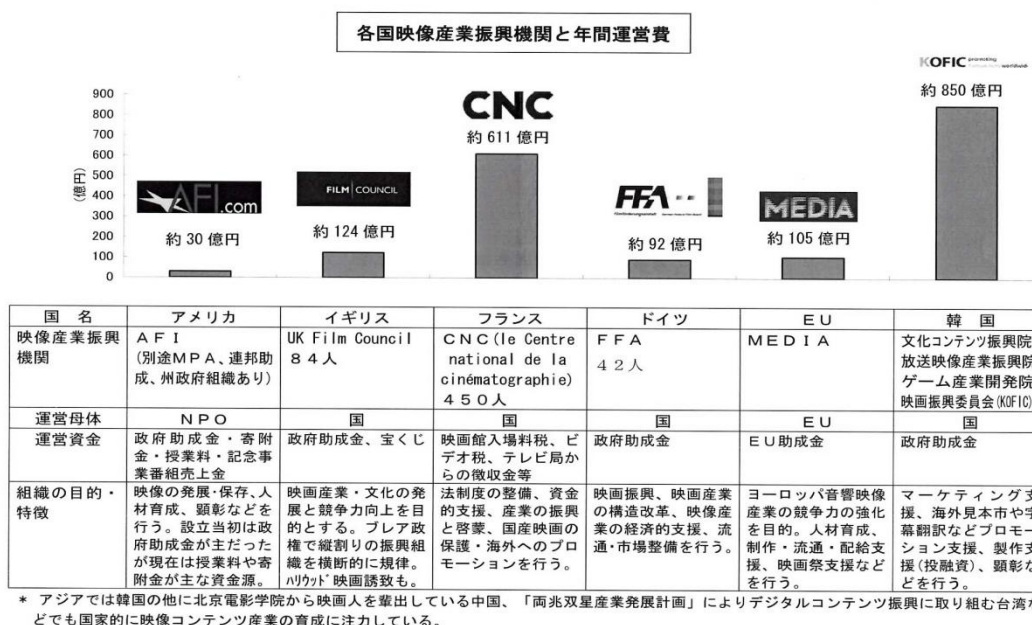 各国映像産業振興機関と年間運営費
KOFIC promoting worldwide
(億円)
900
800
700
600
500
400
300
200
100
0
AFI.com
約 30 億円
FILM COUNCIL
約 124 億円
CNC
約 611 億円
FFA
約 92 億円
MEDIA
約 105 億円
約 850 億円
国 名
アメリカ
イギリス
フランス
ドイツ
EU
韓 国
映像産業振興
機関
AFI
(別途MPA、連邦助
成、州政府組織あり)
UK Film Council
84人
CNC(le Centre
national de la
cinématographie)
450人
FFA
42人
MEDIA
文化コンテンツ振興院
放送映像産業振興院
ゲーム産業開発院
映画振興委員会(KOFIC)
運営母体
NPO
国
国
国
EU
国
運営資金
政府助成金・寄附
金・授業料・記念事
業番組売上金
政府助成金、宝くじ
映画館入場料税、ビ
デオ税、テレビ局か
らの徴収金等
政府助成金
EU助成金
政府助成金
組織の目的・
特徴
映像の発展・保存、人
材育成、顕彰などを
行う。設立当初は政
府助成金が主だった
が現在は授業料や寄
附金が主な資金源。
映画産業・文化の発
展と競争力向上を目
的とする。ブレア政
権で縦割りの振興組
織を横断的に規律。
ハリウッド映画誘致も。
法制度の整備、資金
的支援、産業の振興
と啓蒙、国産映画の
保護・海外へのプロ
モーションを行う。
映画振興、映画産業
の構造改革、映像産
業の経済的支援、流
通・市場整備を行う。
ヨーロッパ音響映像
産業の競争力の強化
を目的。人材育成、
制作・流通・配給支
援、映画祭支援など
を行う。
マーケティング支
援、海外見本市や字
幕翻訳などプロモー
ション支援、製作支
援(投融資)、顕彰な
どを行う。
* アジアでは韓国の他に北京電影学院から映画人を輩出している中国、「両兆双星産業発展計画」によりデジタルコンテンツ振興に取り組む台湾な
どでも国家的に映像コンテンツ産業の育成に注力している。